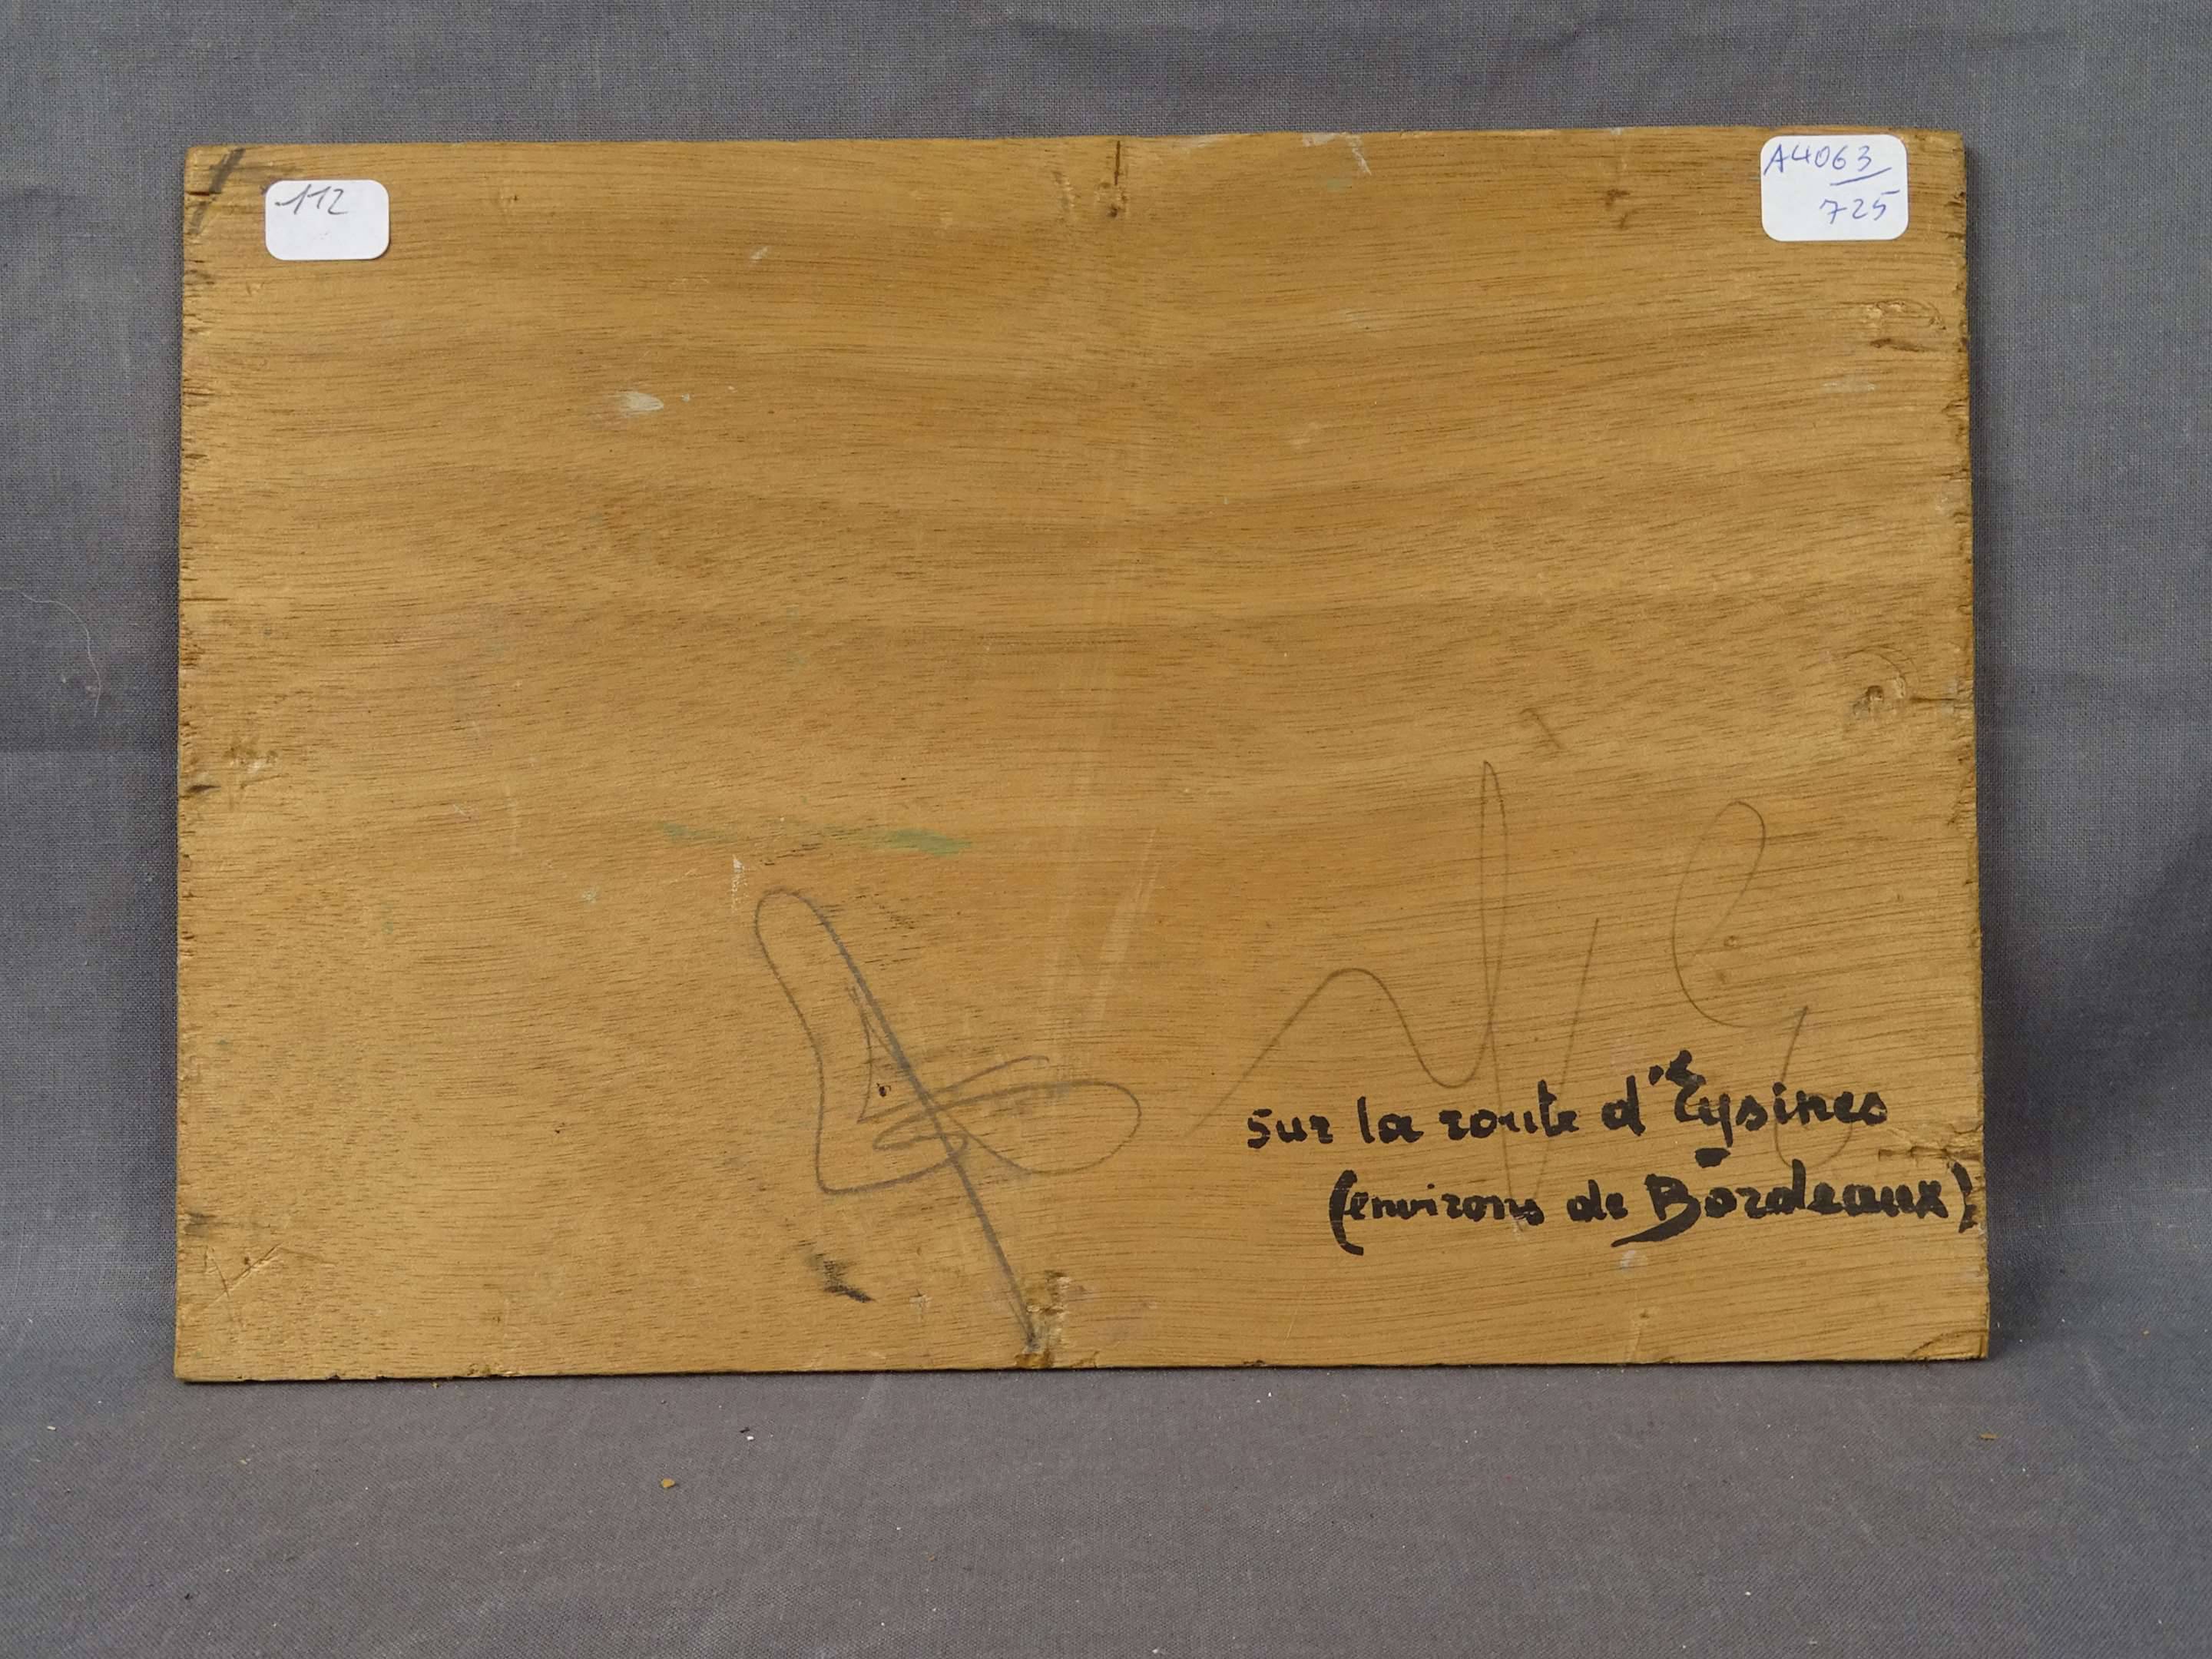 112
A4063
725
sur la route d'Eysines
(environs de Bordeaux)